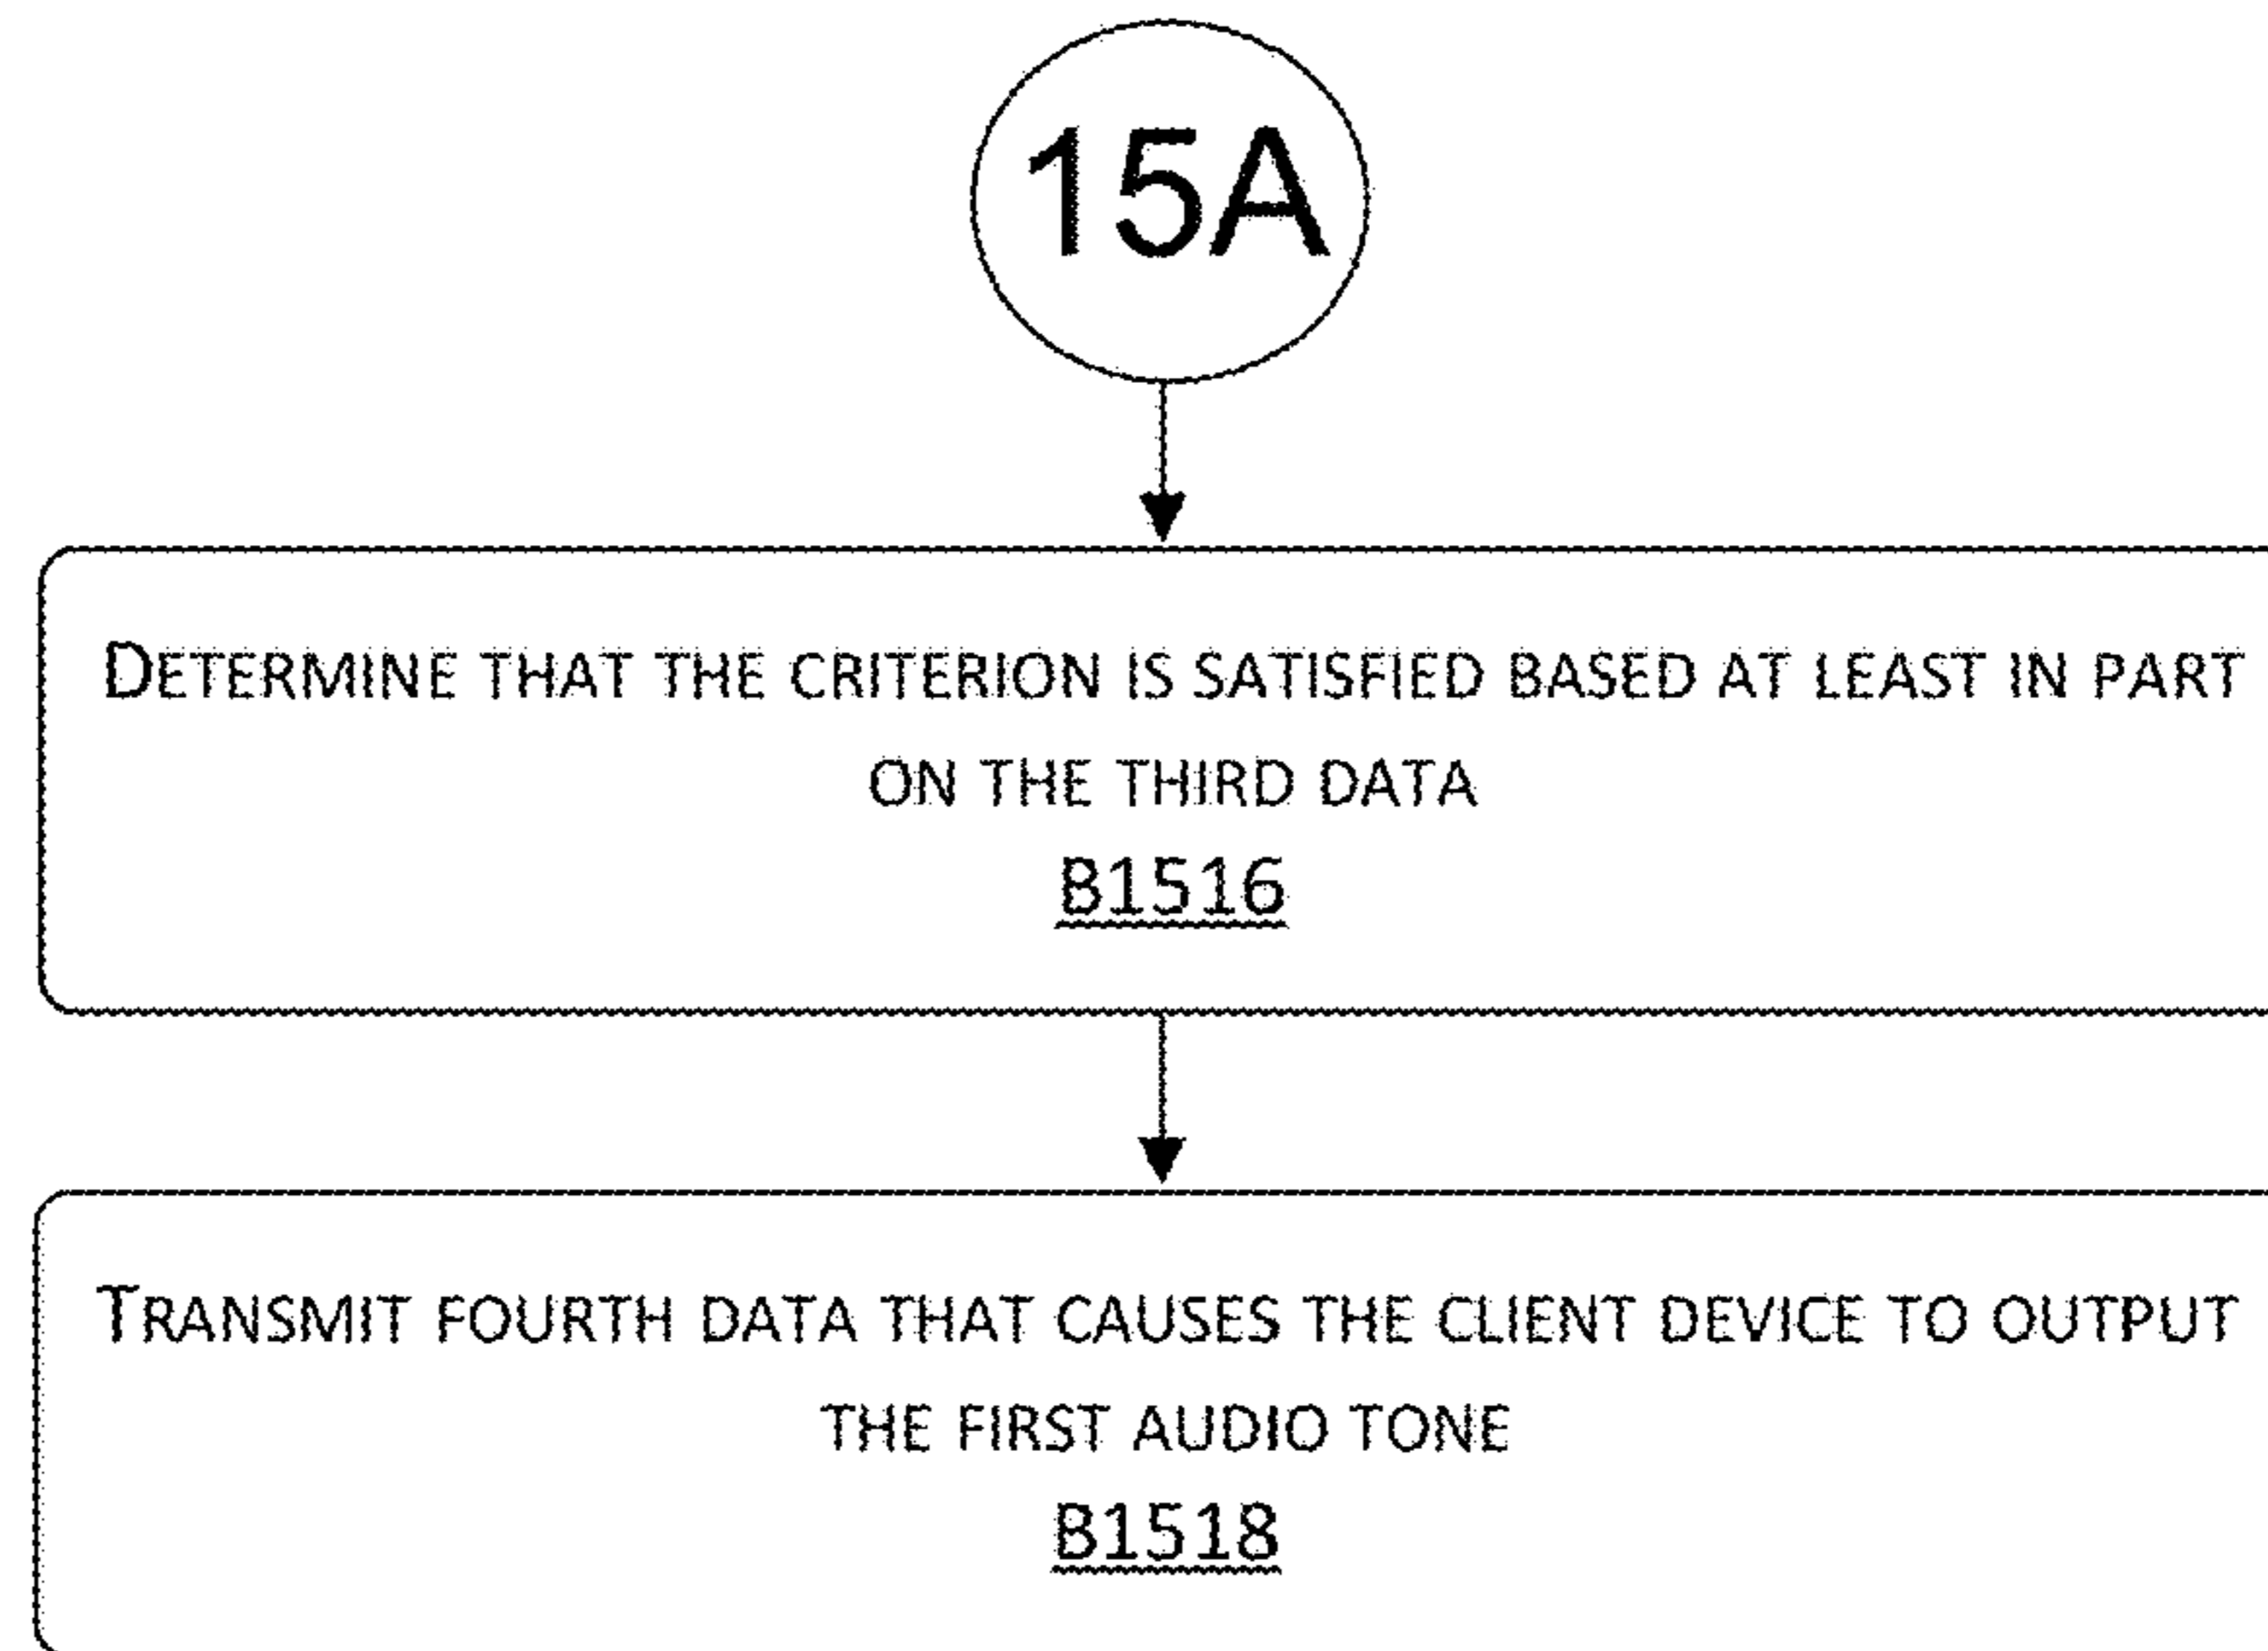 15A
DETERMINE THAT THE CRITERION IS SATISFIED BASED AT LEAST IN PART
ON THE THIRD DATA
B1516
TRANSMIT FOURTH DATA THAT CAUSES THE CLIENT DEVICE TO OUTPUT
THE FIRST AUDIO TONE
B1518